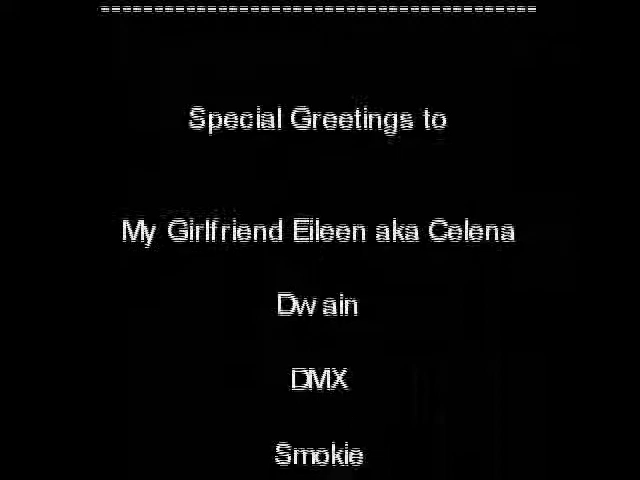 ==========================================
Special Greetings to
My Girlfriend Eileen aka Celena
Dwain
DMX
Smokie